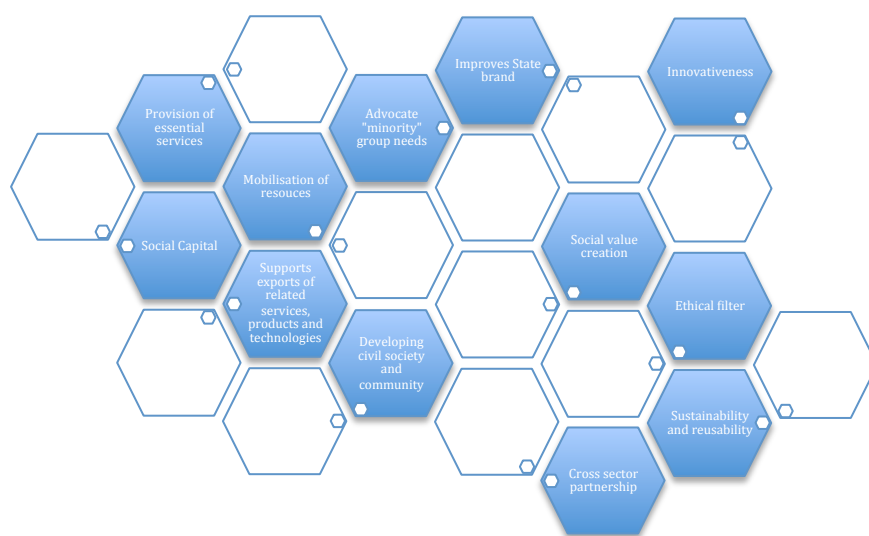 Improves State
brand
Innovativeness
Provision of
essential
services
Advocate
"minority"
group needs
Mobilisation of
resouces
Social Capital
Social value
creation
Supports
exports of
related
services,
products and
technologies
Ethical filter
Developing
civil society
and
community
Sustainability
and reusability
Cross sector
partnership